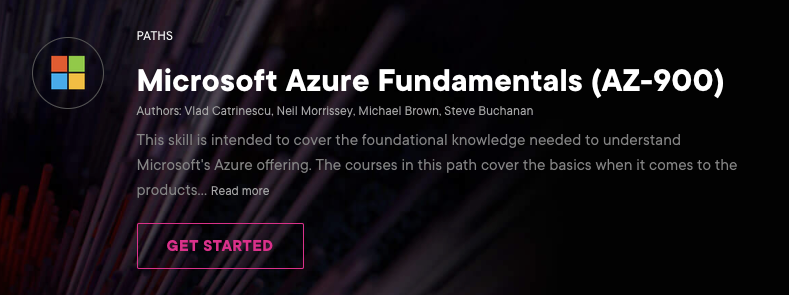 PATHS
Microsoft Azure Fundamentals (AZ-900)
Authors: Vlad Catrinescu, Neil Morrissey, Michael Brown, Steve Buchanan
This skill is intended to cover the foundational knowledge needed to understand
Microsoft's Azure offering. The courses in this path cover the basics when it comes to the
products... Read more
GET STARTED